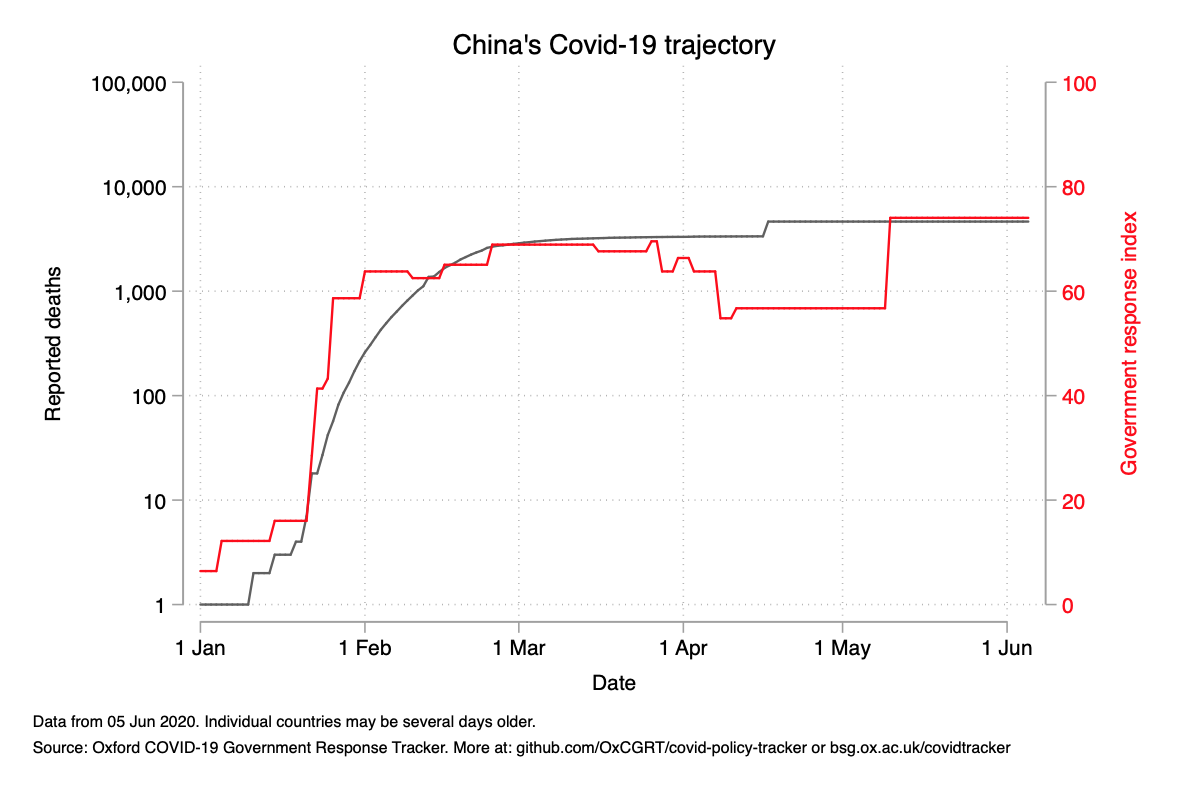 China's Covid-19 trajectory
100,000
10,000
1,000
100
10
1
Reported deaths
100
80
60
40
20
0
Government response index
1 Jan
1 Feb
1 Mar
1 Apr
1 May
1 Jun
Date
Data from 05 Jun 2020. Individual countries may be several days older.
Source: Oxford COVID-19 Government Response Tracker. More at: github.com/OxCGRT/covid-policy-tracker or bsg.ox.ac.uk/covidtracker